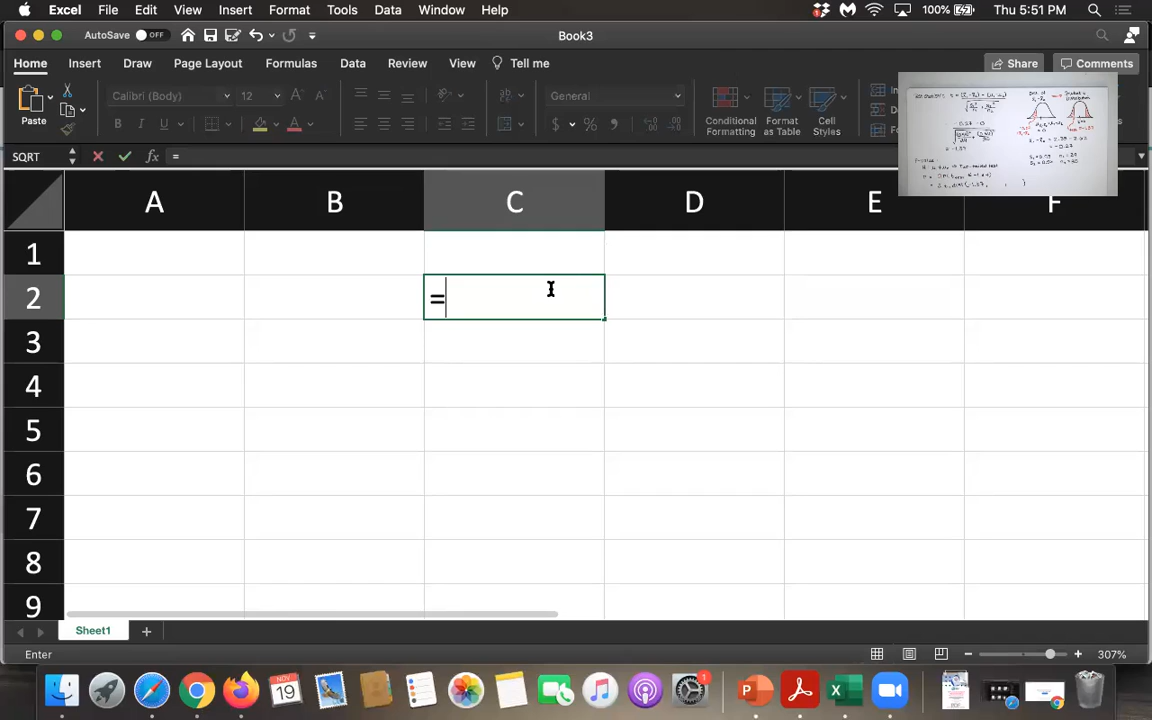 Excel File Edit View Insert Format Tools Data Window Help 100% Thu 5:51 PM
AutoSave OFF Book3
Home Insert Draw Page Layout Formulas Data Review View Tell me Share Comments
Paste Calibri (Body) 12 A A ab General Conditional Formatting Format as Table Cell Styles
B I U A $ %
SQRT fx =
A B C D E F
1
2 =
3
4
5
6
7
8
9
Sheet1
Enter 307%
NOV 19 1